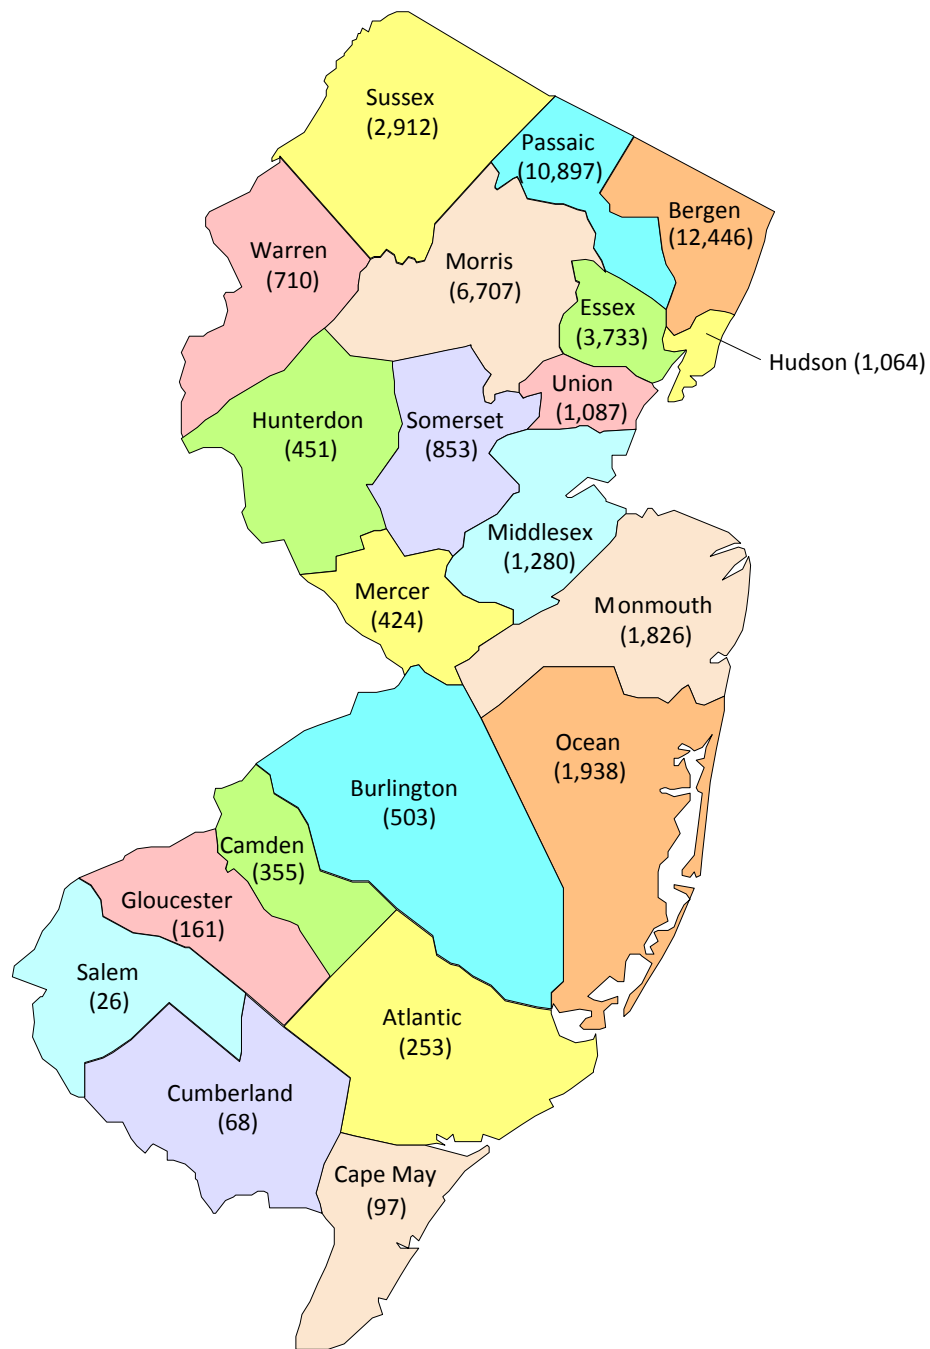 Sussex
(2,912)
Passaic
(10,897)
Bergen
(12,446)
Warren
(710)
Morris
(6,707)
Essex
(3,733)
Hudson (1,064)
Union
(1,087)
Hunterdon
(451)
Somerset
(853)
Middlesex
(1,280)
Mercer
(424)
Monmouth
(1,826)
Ocean
(1,938)
Burlington
(503)
Camden
(355)
Gloucester
(161)
Salem
(26)
Atlantic
(253)
Cumberland
(68)
Cape May
(97)